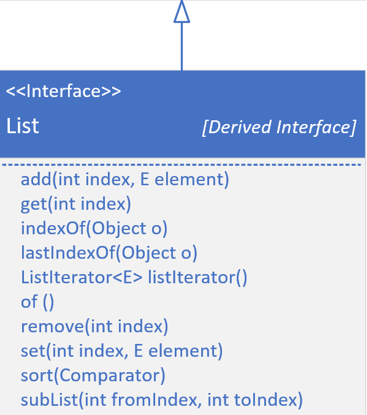 <<Interface>>
List [Derived Interface]
add(int index, E element)
get(int index)
indexOf(Object o)
lastIndexOf(Object o)
ListIterator<E> listIterator()
of ()
remove(int index)
set(int index, E element)
sort(Comparator)
subList(int fromIndex, int toIndex)